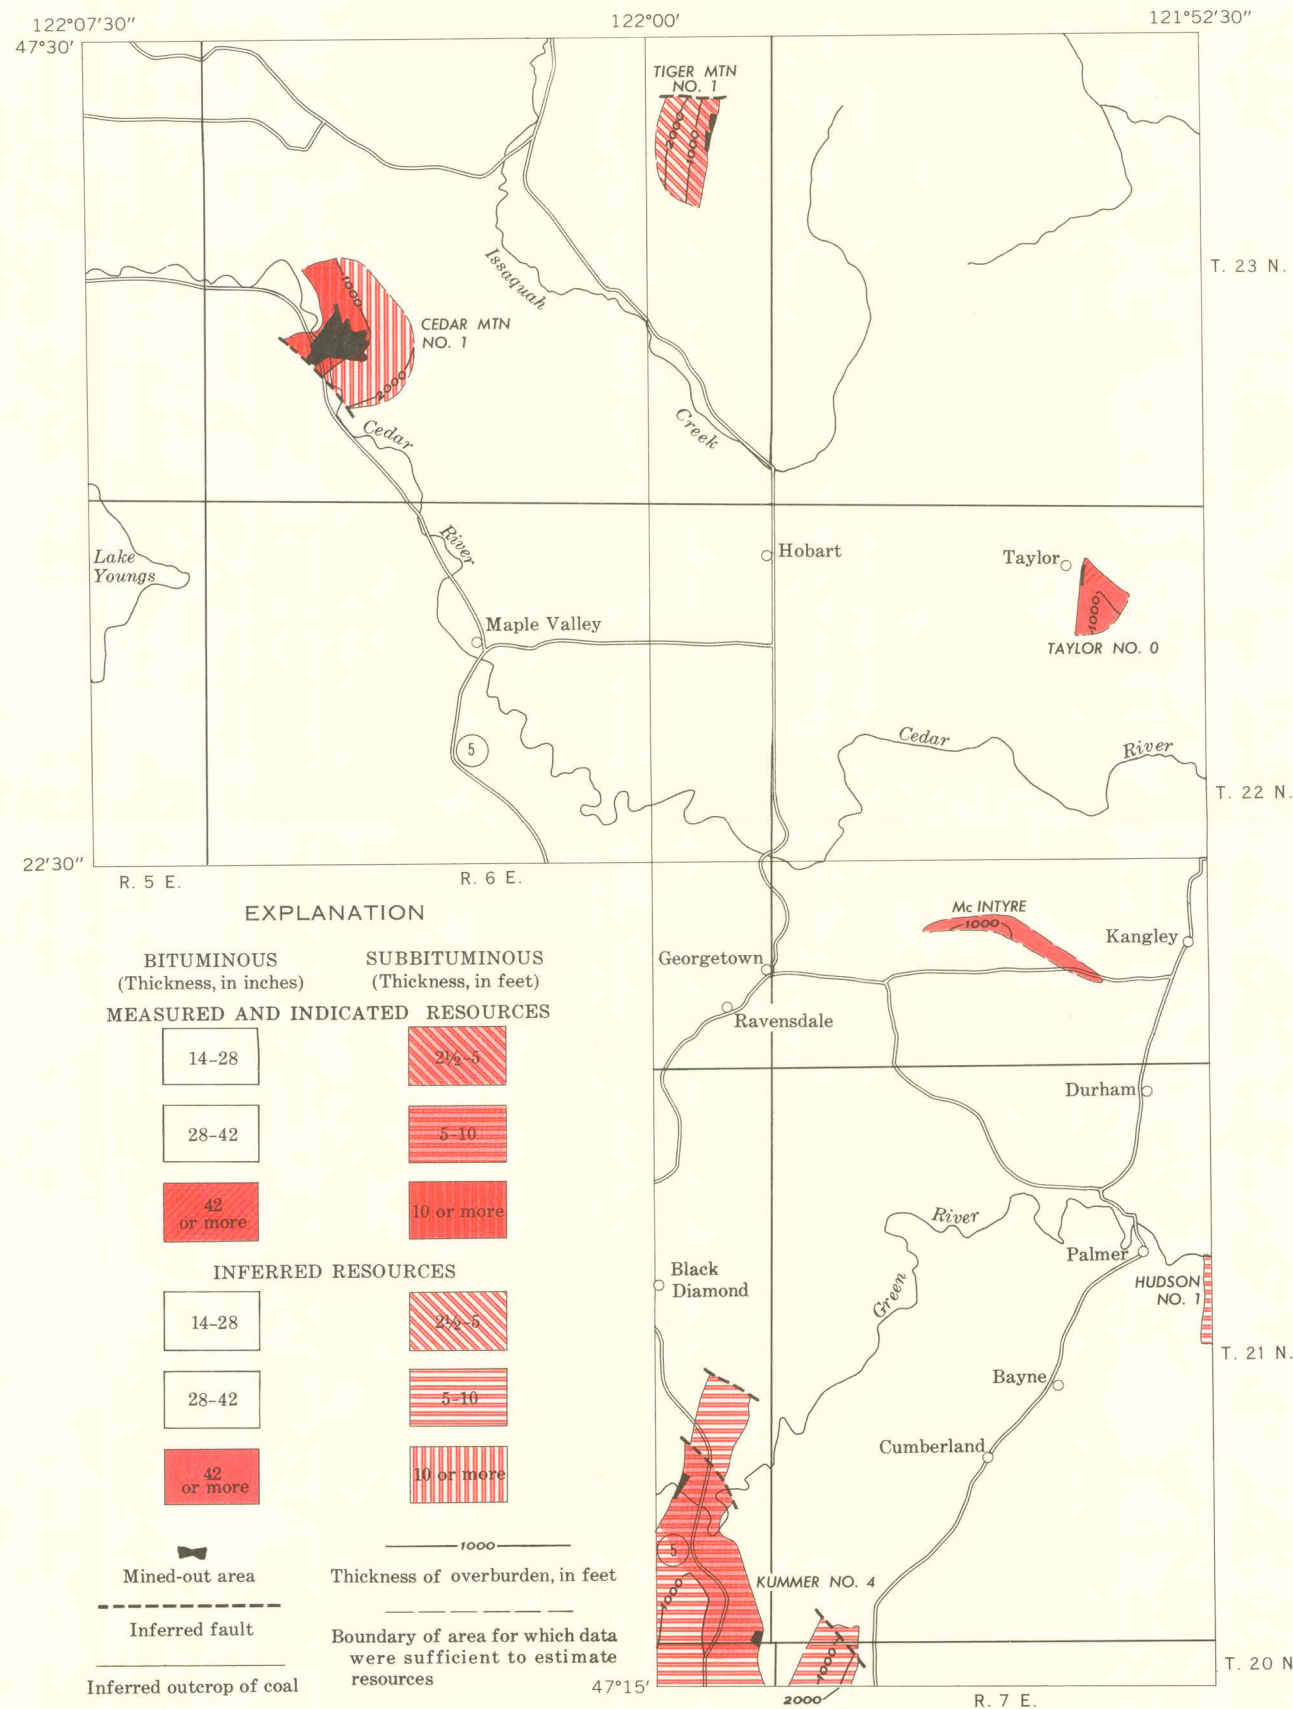 122°07′30″
122°00′
121°52′30″
47°30′
TIGER MTN
NO. 1
2000
1000
T. 23 N.
Issaquah
1000
CEDAR MTN
NO. 1
2000
Cedar
Creek
River
Lake
Youngs
Hobart
Taylor
1000
TAYLOR NO. 0
Maple Valley
Cedar
River
5
T. 22 N.
22′30″
R. 5 E.
R. 6 E.
EXPLANATION
BITUMINOUS
(Thickness, in inches)
SUBBITUMINOUS
(Thickness, in feet)
MEASURED AND INDICATED RESOURCES
14-28
2½-5
28-42
5-10
42
or more
10 or more
INFERRED RESOURCES
14-28
2½-5
28-42
5-10
42
or more
10 or more
Mined-out area
1000
Thickness of overburden, in feet
Inferred fault
Boundary of area for which data
were sufficient to estimate
resources
Inferred outcrop of coal
Mc INTYRE
1000
Kangley
Georgetown
Ravensdale
Durham
River
Green
Palmer
Black
Diamond
HUDSON
NO. 1
T. 21 N.
Bayne
Cumberland
5
KUMMER NO. 4
1000
1000
2000
47°15′
T. 20 N
R. 7 E.